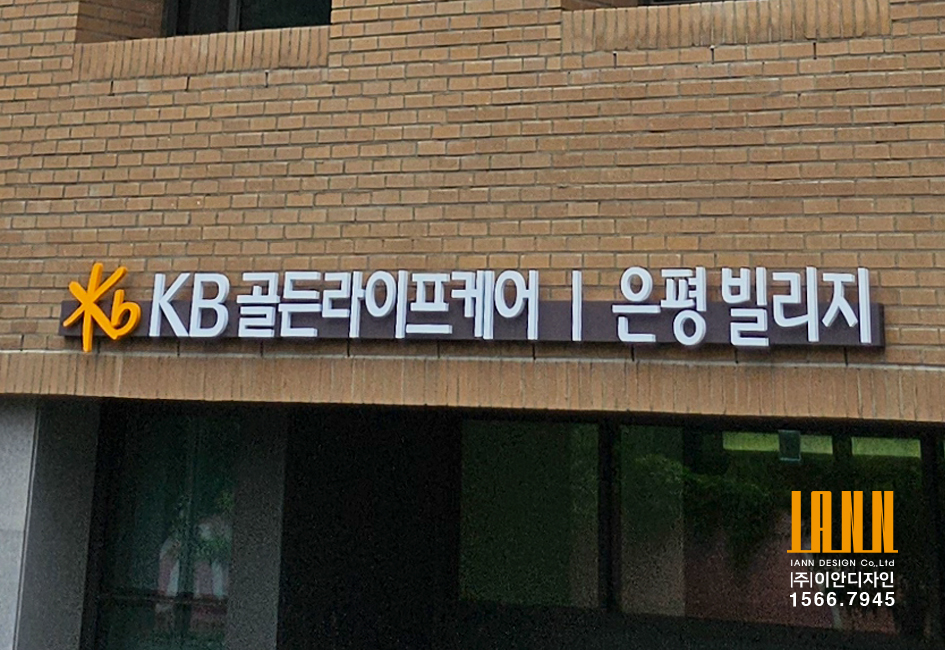 KB 골든라이프케어 | 은평 빌리지
IANN
IANN DESIGN Co.,Ltd
(주)이안디자인
1566.7945